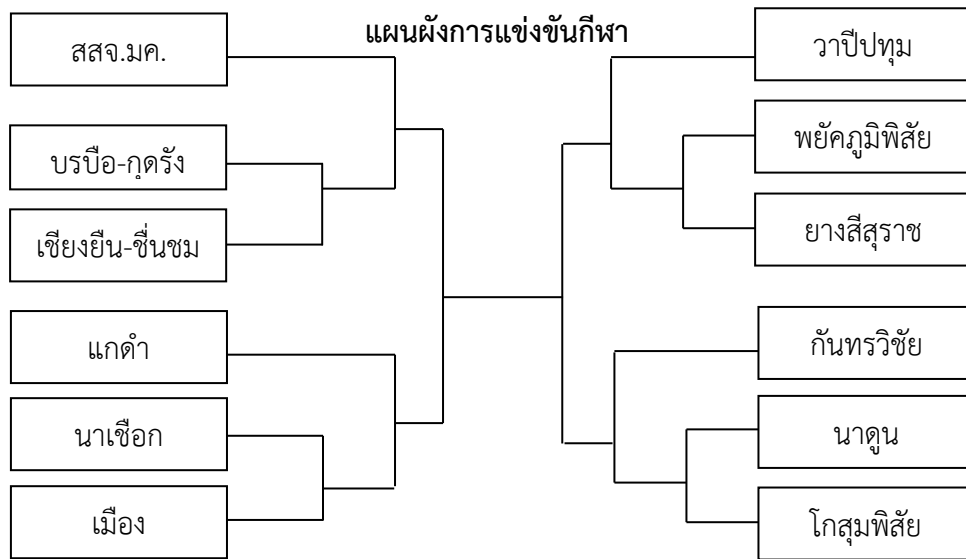 แผนผังการแข่งขันกีฬา
สสจ.มค.
บรบือ-กุดรัง
เชียงยืน-ชื่นชม
แกดำ
นาเชือก
เมือง
วาปีปทุม
พยัคภูมิพิสัย
ยางสีสุราช
กันทรวิชัย
นาดูน
โกสุมพิสัย